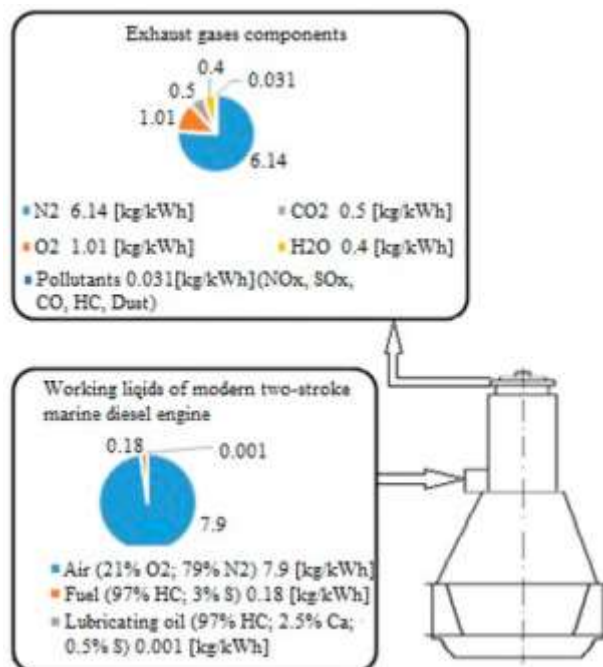 Exhaust gases components
0.4
0.031
0.5
1.01
6.14
N2 6.14 [kg/kWh]
CO2 0.5 [kg/kWh]
O2 1.01 [kg/kWh]
H2O 0.4 [kg/kWh]
Pollutants 0.031[kg/kWh](NOx, SOx,
CO, HC, Dust)
Working liqids of modern two-stroke
marine diesel engine
0.18
0.001
7.9
Air (21% O2; 79% N2) 7.9 [kg/kWh]
Fuel (97% HC; 3% S) 0.18 [kg/kWh]
Lubricating oil (97% HC; 2.5% Ca;
0.5% S) 0.001 [kg/kWh]